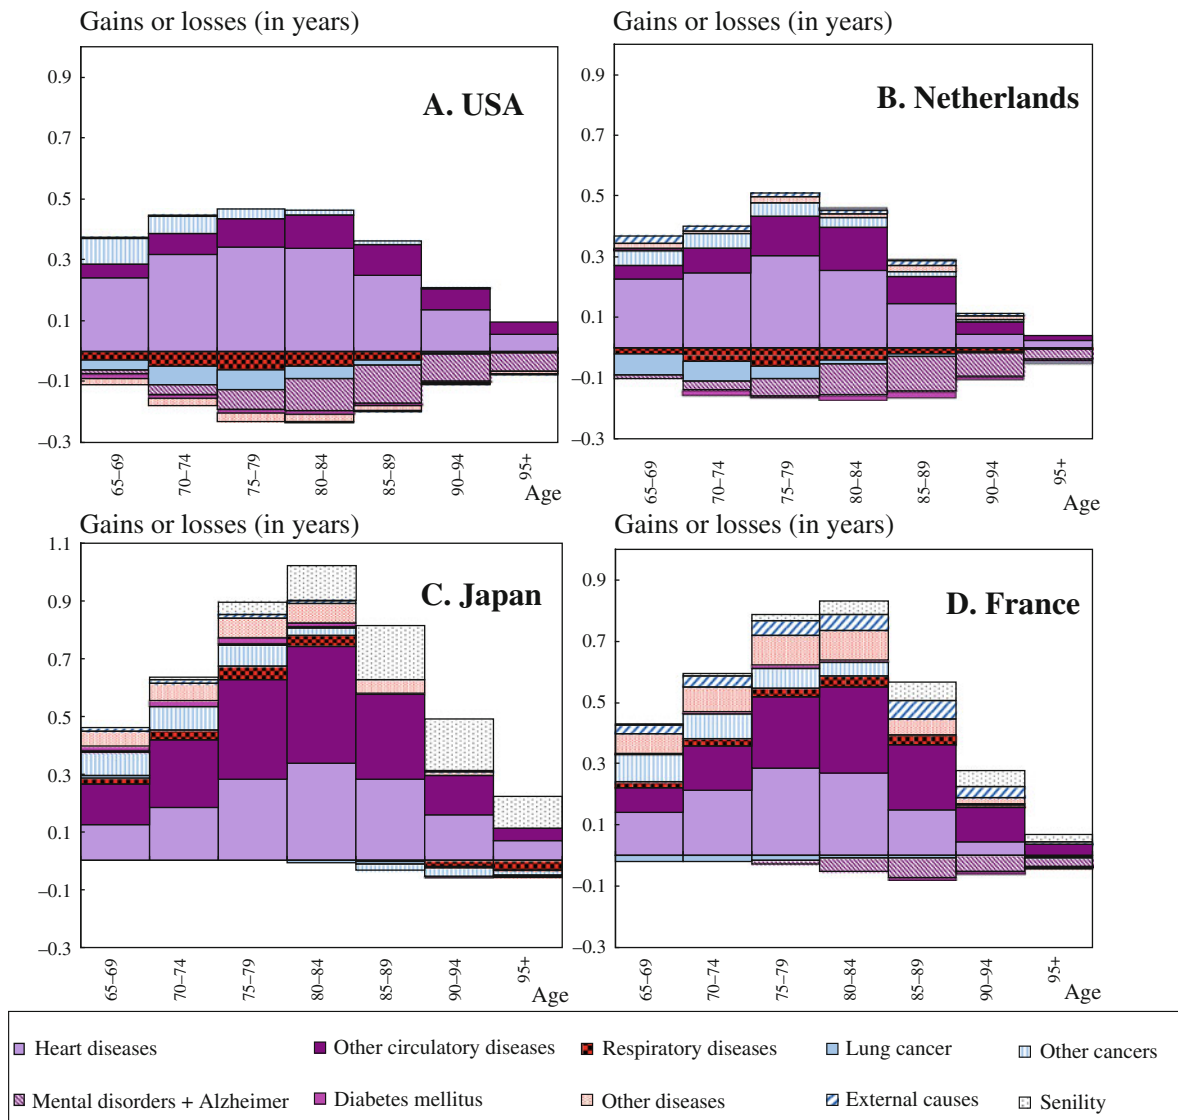 Gains or losses (in years)
0.9
0.7
0.5
0.3
0.1
–0.1
–0.3
A. USA
65–69
70–74
75–79
80–84
85–89
90–94
95+
Age
Gains or losses (in years)
0.9
0.7
0.5
0.3
0.1
–0.1
–0.3
B. Netherlands
65–69
70–74
75–79
80–84
85–89
90–94
95+
Age
Gains or losses (in years)
1.1
0.9
0.7
0.5
0.3
0.1
–0.1
–0.3
C. Japan
65–69
70–74
75–79
80–84
85–89
90–94
95+
Age
Gains or losses (in years)
0.9
0.7
0.5
0.3
0.1
–0.1
–0.3
D. France
65–69
70–74
75–79
80–84
85–89
90–94
95+
Age
Heart diseases
Other circulatory diseases
Respiratory diseases
Lung cancer
Other cancers
Mental disorders + Alzheimer
Diabetes mellitus
Other diseases
External causes
Senility